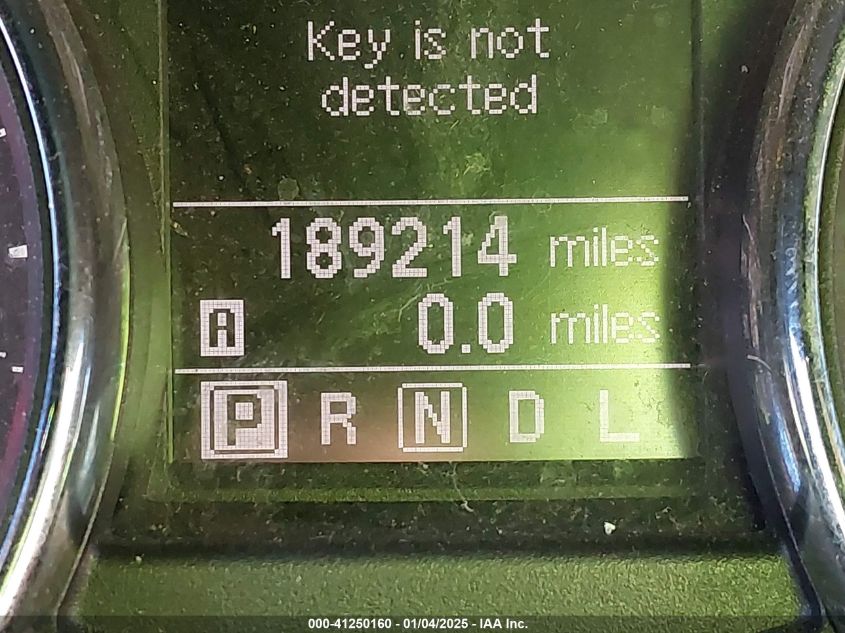 Key is not
detected
189214 miles
A 0.0 miles
P R N D L
000-41250160 - 01/04/2025 - IAA Inc.